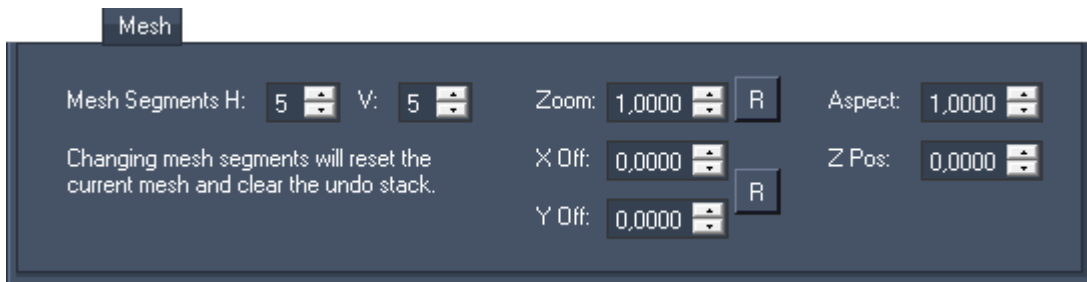 Mesh
Mesh Segments H: 5 V: 5 Zoom: 1,0000 R Aspect: 1,0000
Changing mesh segments will reset the X Off: 0,0000 Z Pos: 0,0000
current mesh and clear the undo stack. R
Y Off: 0,0000